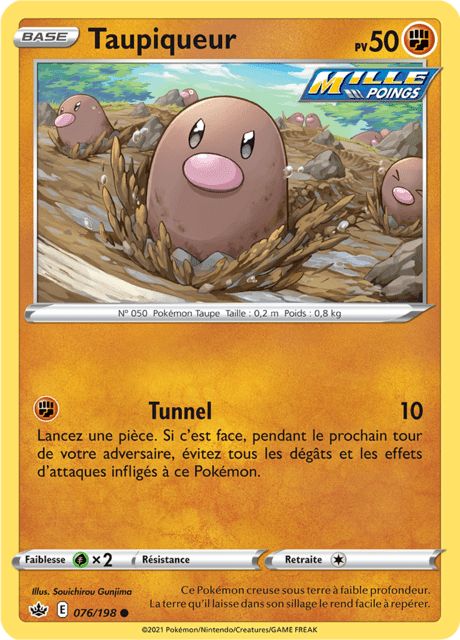 BASE
Taupiqueur
PV 50
MILLE
POINGS
N° 050 Pokémon Taupe Taille : 0,2 m Poids : 0,8 kg
Tunnel 10
Lancez une pièce. Si c'est face, pendant le prochain tour
de votre adversaire, évitez tous les dégâts et les effets
d'attaques infligés à ce Pokémon.
Faiblesse ×2 Résistance Retraite
Illus. Souichirou Gunjima
E 076/198
Ce Pokémon creuse sous terre à faible profondeur.
La terre qu'il laisse dans son sillage le rend facile à repérer.
©2021 Pokémon/Nintendo/Creatures/GAME FREAK